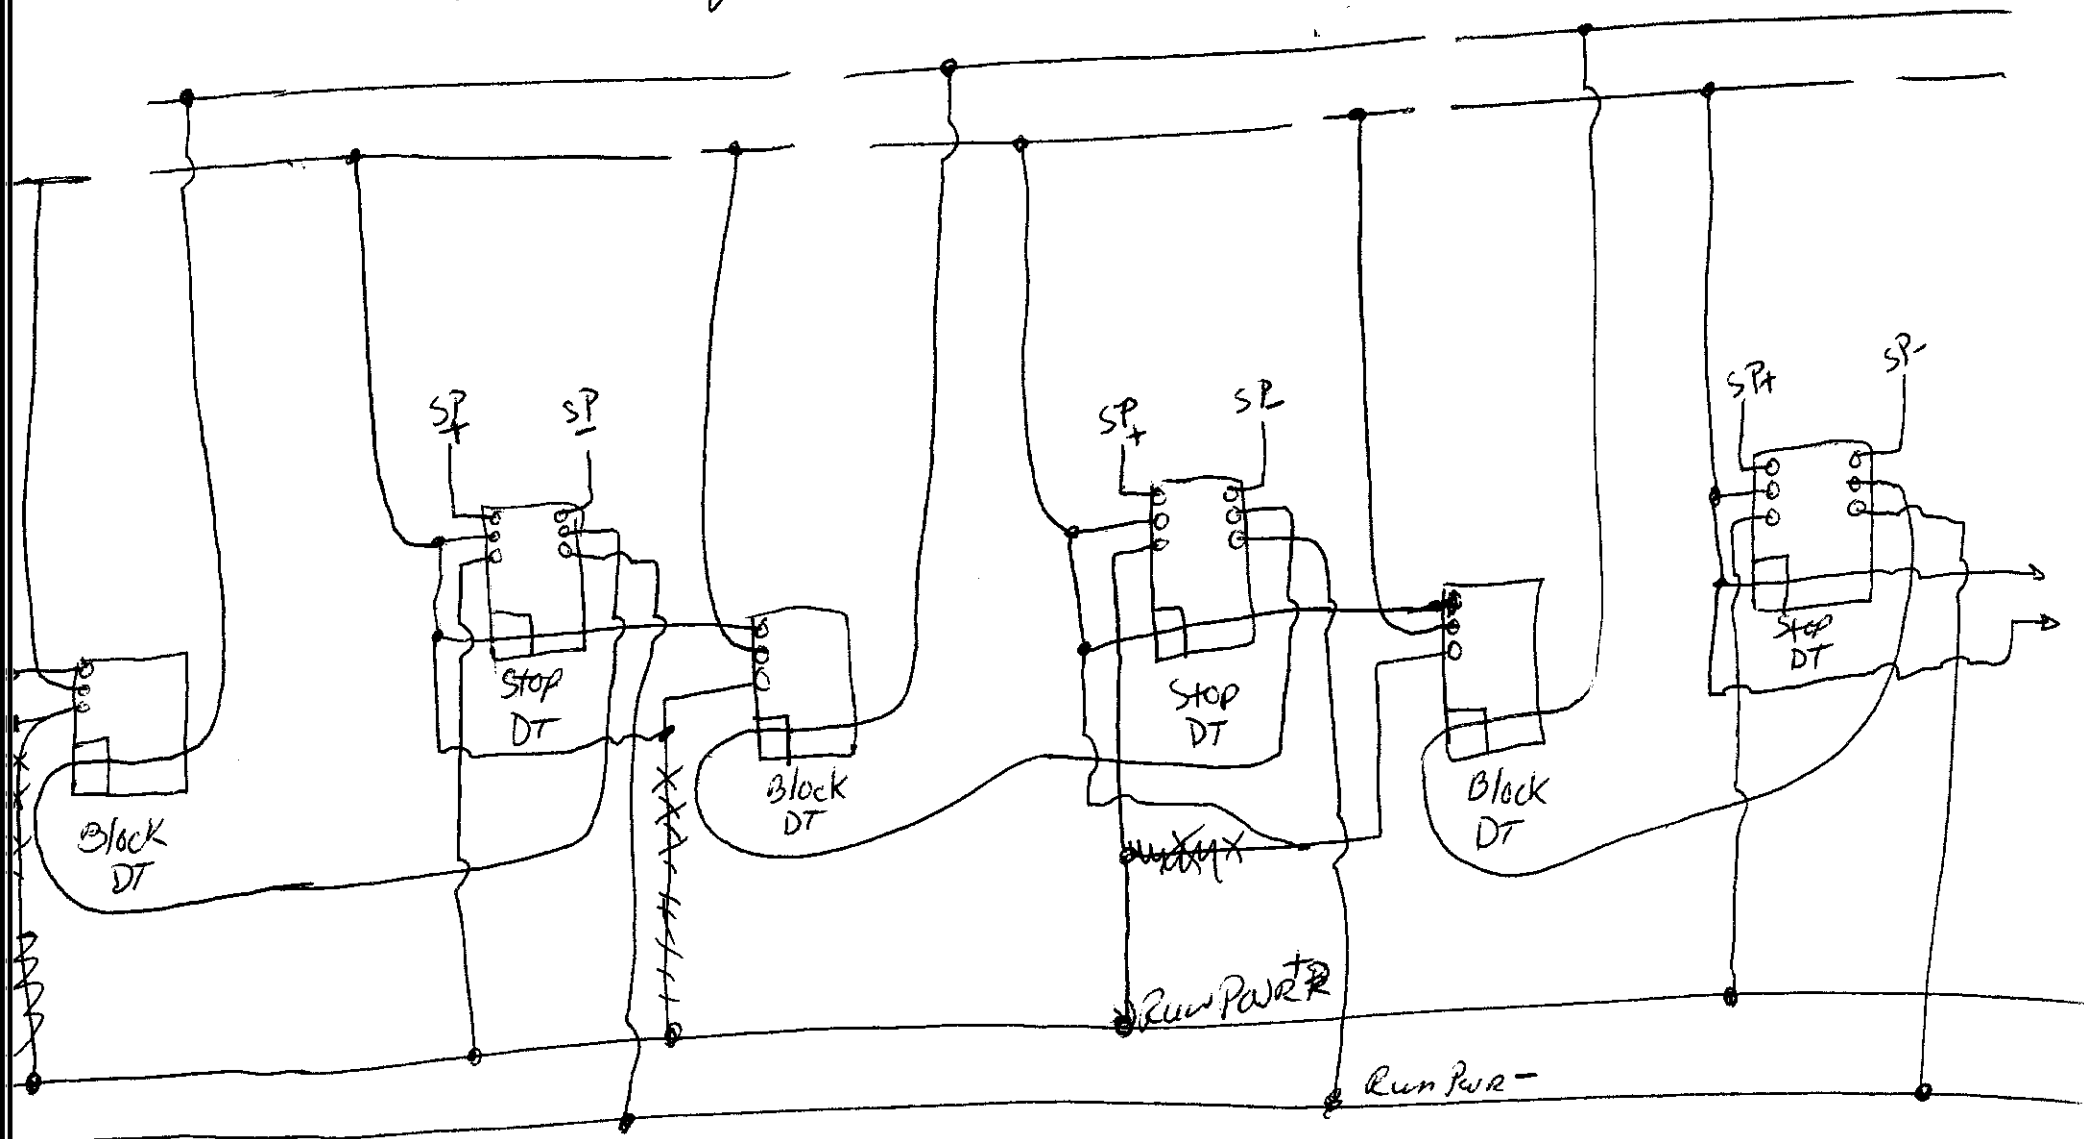 SP+
SP-
SP+
SP-
SP+
SP-
Stop
DT
Stop
DT
Stop
DT
Block
DT
Block
DT
Block
DT
Run PWR+
Run PWR-